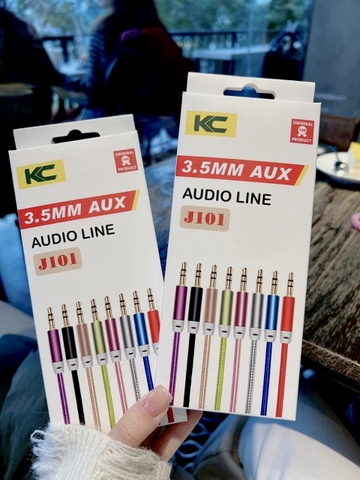 KC
ORIGINAL
PRODUCT
3.5MM AUX
AUDIO LINE
J101
KC
ORIGINAL
PRODUCT
3.5MM AUX
AUDIO LINE
J101